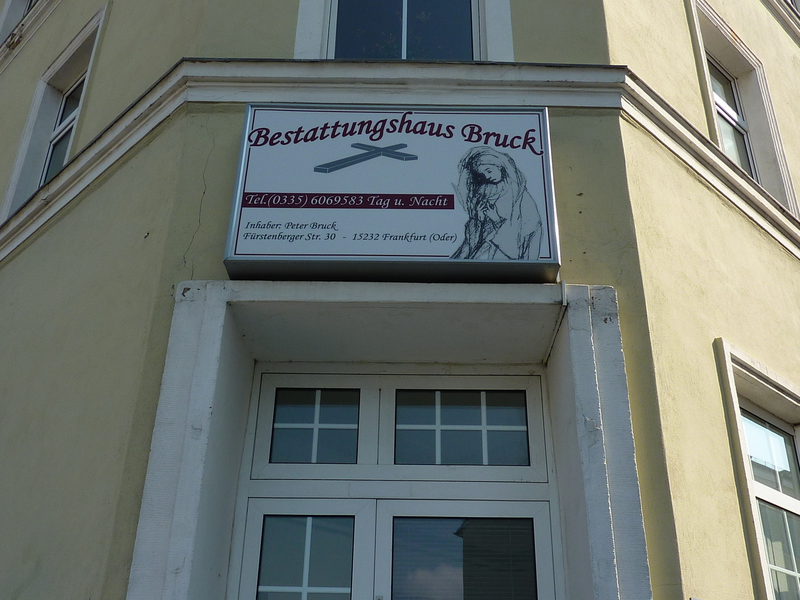 Bestattungshaus Bruck
Tel.(0335) 6069583 Tag u. Nacht
Inhaber: Peter Bruck
Fürstenberger Str. 30 - 15232 Frankfurt (Oder)